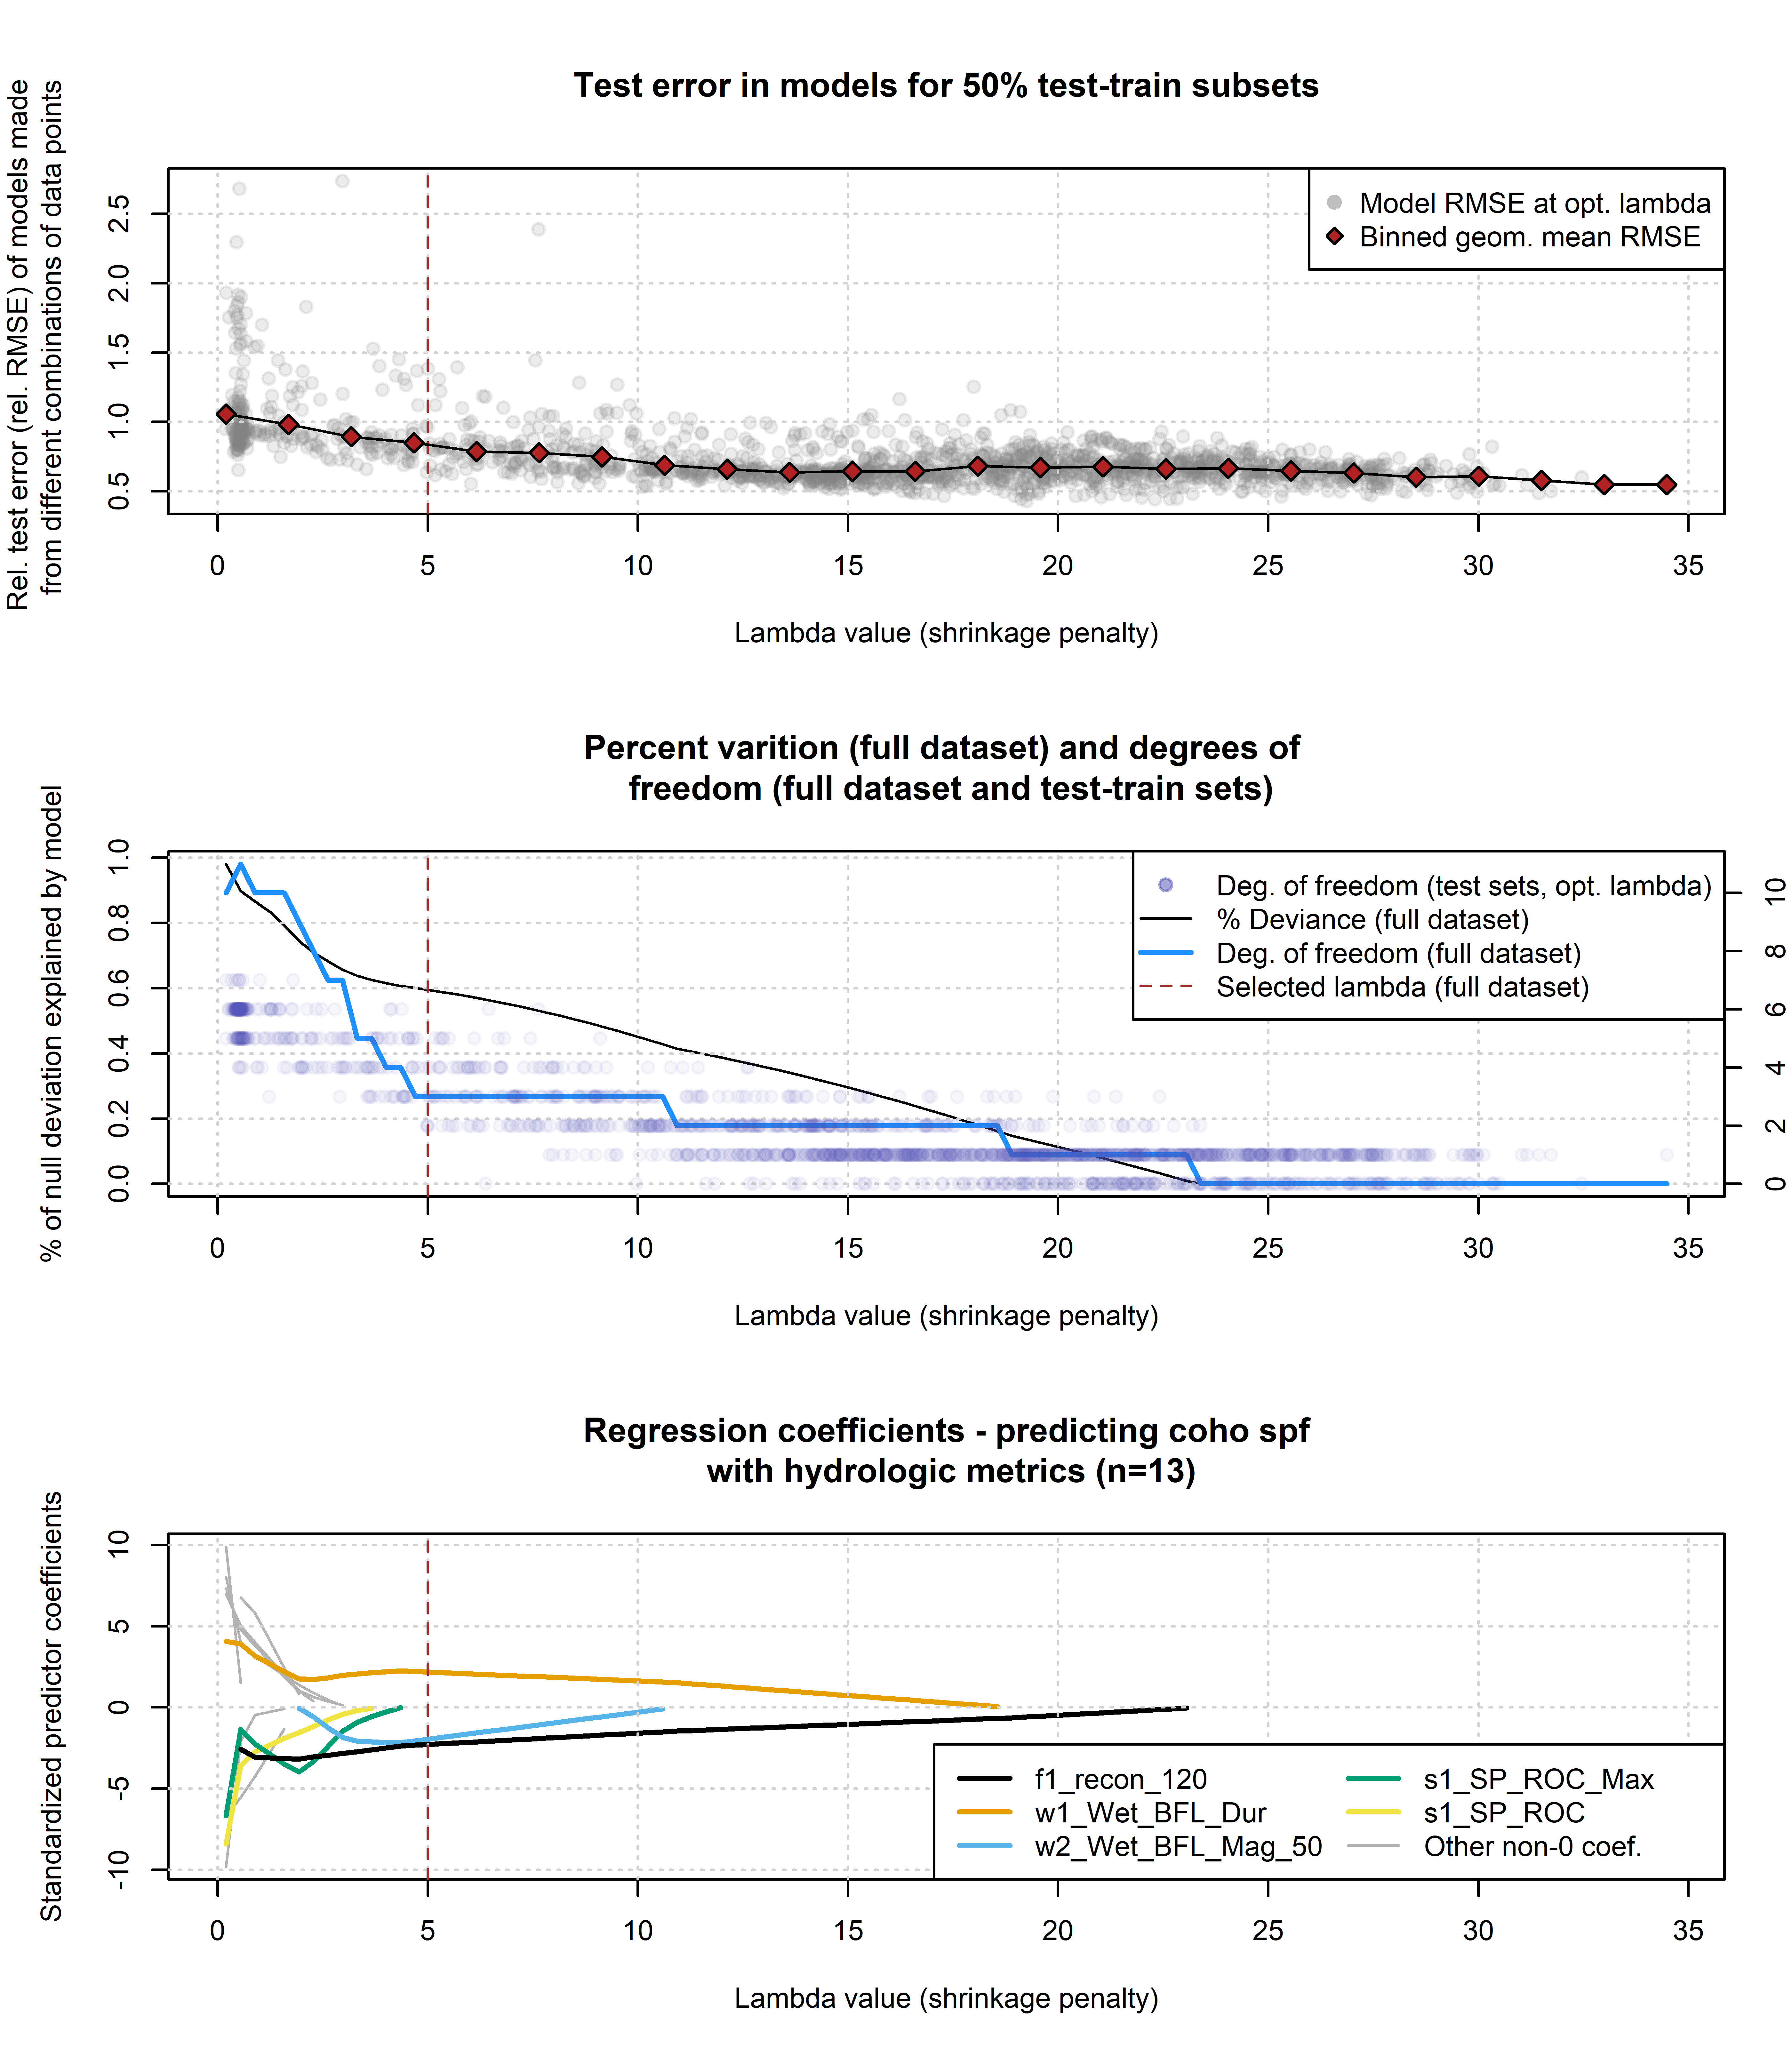 Test error in models for 50% test-train subsets
Rel. test error (rel. RMSE) of models made
from different combinations of data points
2.5
2.0
1.5
1.0
0.5
Model RMSE at opt. lambda
Binned geom. mean RMSE
0 5 10 15 20 25 30 35
Lambda value (shrinkage penalty)
Percent varition (full dataset) and degrees of
freedom (full dataset and test-train sets)
% of null deviation explained by model
1.0
0.8
0.6
0.4
0.2
0.0
Deg. of freedom (test sets, opt. lambda)
% Deviance (full dataset)
Deg. of freedom (full dataset)
Selected lambda (full dataset)
10
8
6
4
2
0
0 5 10 15 20 25 30 35
Lambda value (shrinkage penalty)
Regression coefficients - predicting coho spf
with hydrologic metrics (n=13)
Standardized predictor coefficients
10
5
0
-5
-10
f1_recon_120
w1_Wet_BFL_Dur
w2_Wet_BFL_Mag_50
s1_SP_ROC_Max
s1_SP_ROC
Other non-0 coef.
0 5 10 15 20 25 30 35
Lambda value (shrinkage penalty)